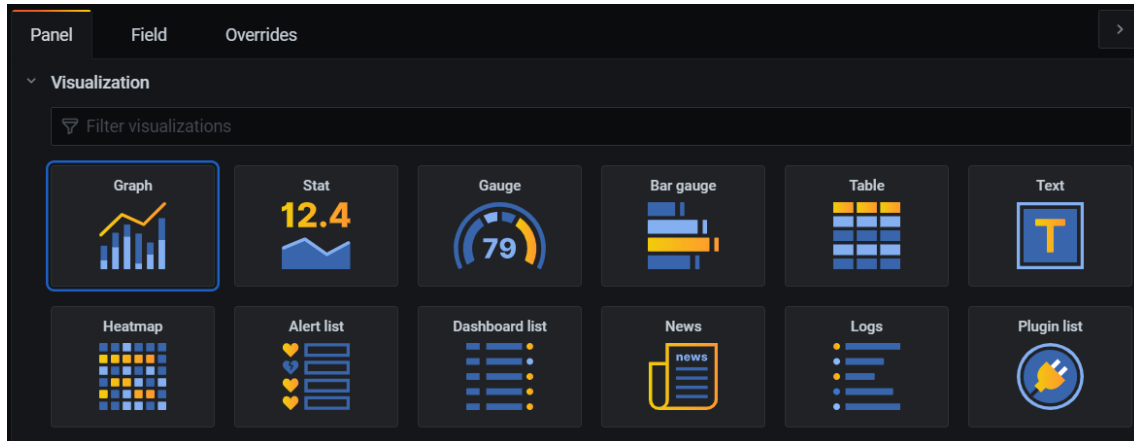 Panel Field Overrides
Visualization
Filter visualizations
Graph Stat Gauge Bar gauge Table Text
12.4
79
T
Heatmap Alert list Dashboard list News Logs Plugin list
news